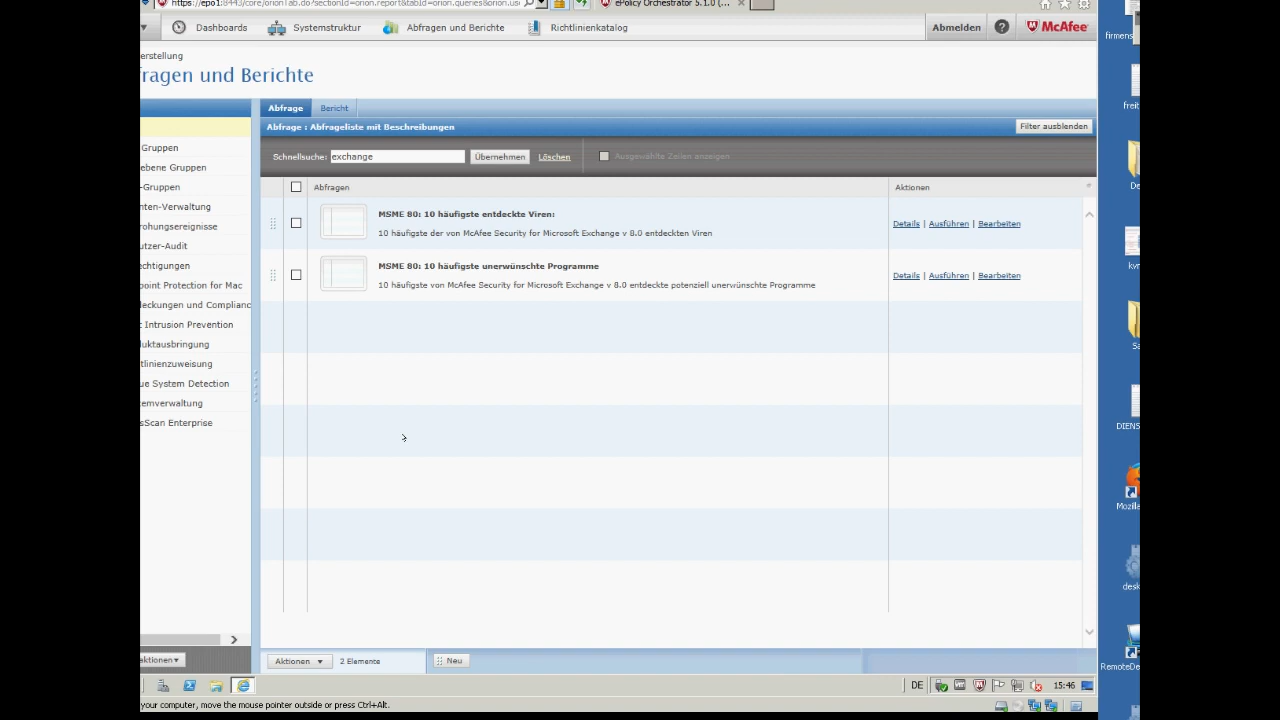 https://epo1:8443/core/orionTab.do?sectionId=orion.report&tabId=orion.queries&orion.us
ePolicy Orchestrator 5.1.0 (...
Dashboards
Systemstruktur
Abfragen und Berichte
Richtlinienkatalog
Abmelden
McAfee
erstellung
ragen und Berichte
Abfrage
Bericht
Abfrage : Abfrageliste mit Beschreibungen
Filter ausblenden
Schnellsuche: exchange Übernehmen Löschen Ausgewählte Zeilen anzeigen
Abfragen
Aktionen
MSME 80: 10 häufigste entdeckte Viren:
10 häufigste der von McAfee Security for Microsoft Exchange v 8.0 entdeckten Viren
Details | Ausführen | Bearbeiten
MSME 80: 10 häufigste unerwünschte Programme
10 häufigste von McAfee Security for Microsoft Exchange v 8.0 entdeckte potenziell unerwünschte Programme
Details | Ausführen | Bearbeiten
Gruppen
ebene Gruppen
-Gruppen
nten-Verwaltung
rohungsereignisse
utzer-Audit
echtigungen
point Protection for Mac
leckungen und Complianc
t Intrusion Prevention
luktausbringung
tlinienzuweisung
ue System Detection
temverwaltung
sScan Enterprise
aktionen
Aktionen
2 Elemente
Neu
DE
15:46
your computer, move the mouse pointer outside or press Ctrl+Alt.
firmens
freit
De
kvr
Sa
DIENS
Mozill
desk
RemoteDe